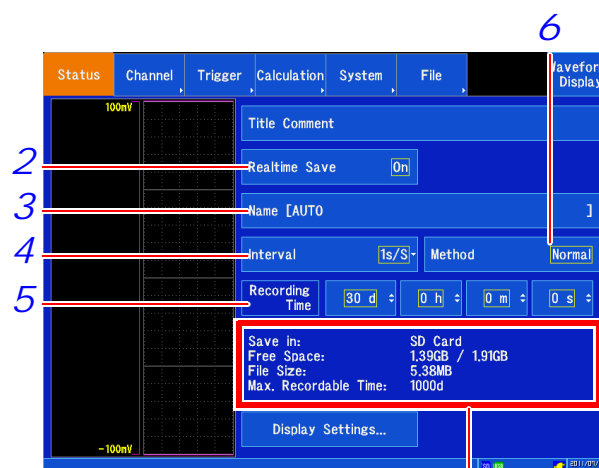 6
Status Channel Trigger Calculation System File Wavefor
Display
100mV
Title Comment
2 Realtime Save On
3 Name [AUTO ]
4 Interval 1s/S Method Normal
5 Recording
Time 30 d 0 h 0 m 0 s
Save in: SD Card
Free Space: 1.39GB / 1.91GB
File Size: 5.38MB
Max. Recordable Time: 1000d
Display Settings...
-100mV
SD